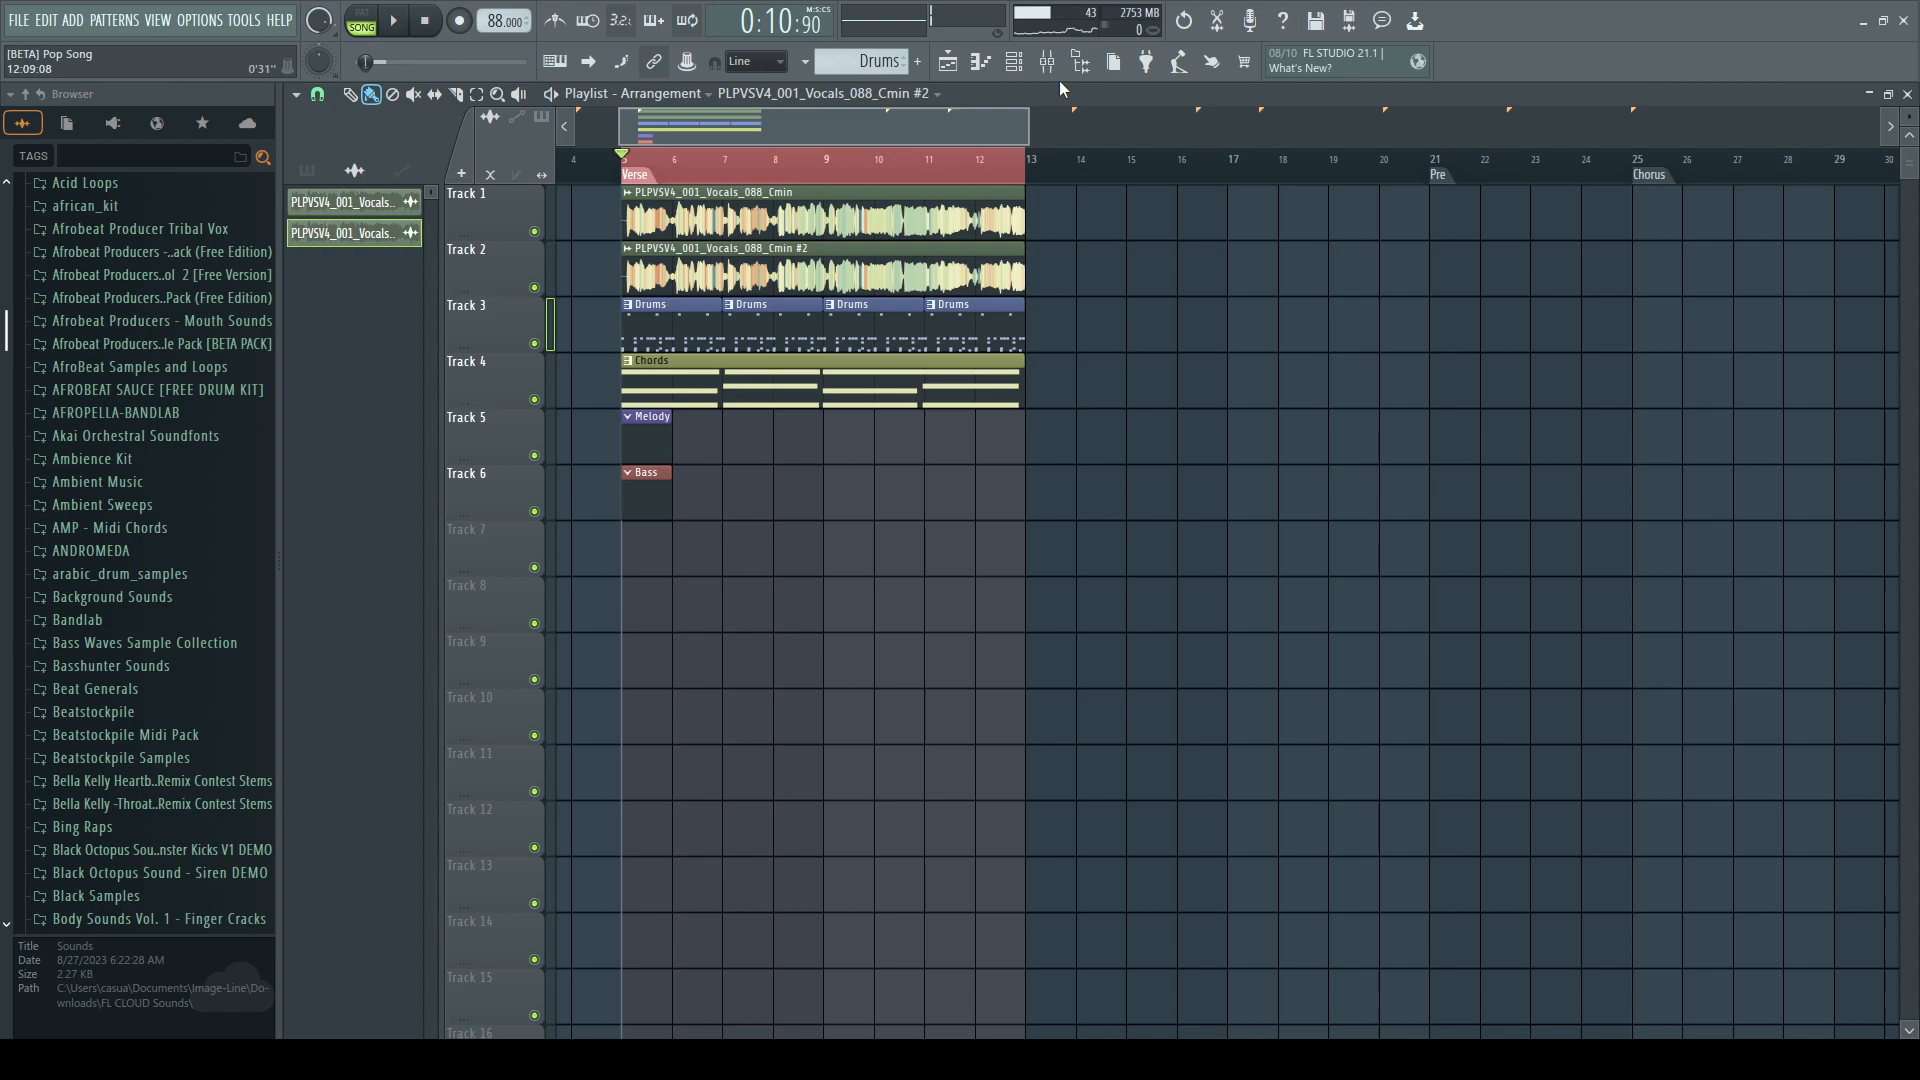 FILE EDIT ADD PATTERNS VIEW OPTIONS TOOLS HELP
PAT
SONG
88.000
3.2.
0:10:90
M:S:CS
43
2753 MB
0
[BETA] Pop Song
12:09:08
0'31"
Line
Drums
08/10 FL STUDIO 21.1 |
What's New?
Browser
Playlist - Arrangement
PLPVSV4_001_Vocals_088_Cmin #2
TAGS
Acid Loops
african_kit
Afrobeat Producer Tribal Vox
Afrobeat Producers -..ack (Free Edition)
Afrobeat Producers..ol 2 [Free Version]
Afrobeat Producers..Pack (Free Edition)
Afrobeat Producers - Mouth Sounds
Afrobeat Producers..le Pack [BETA PACK]
AfroBeat Samples and Loops
AFROBEAT SAUCE [FREE DRUM KIT]
AFROPELLA-BANDLAB
Akai Orchestral Soundfonts
Ambience Kit
Ambient Music
Ambient Sweeps
AMP - Midi Chords
ANDROMEDA
arabic_drum_samples
Background Sounds
Bandlab
Bass Waves Sample Collection
Basshunter Sounds
Beat Generals
Beatstockpile
Beatstockpile Midi Pack
Beatstockpile Samples
Bella Kelly Heartb..Remix Contest Stems
Bella Kelly -Throat..Remix Contest Stems
Bing Raps
Black Octopus Sou..nster Kicks V1 DEMO
Black Octopus Sound - Siren DEMO
Black Samples
Body Sounds Vol. 1 - Finger Cracks
Title Sounds
Date 8/27/2023 6:22:28 AM
Size 2.27 KB
Path C:\Users\casua\Documents\Image-Line\Do-
wnloads\FL CLOUD Sounds\
PLPVSV4_001_Vocals..
PLPVSV4_001_Vocals..
4 5 6 7 8 9 10 11 12 13 14 15 16 17 18 19 20 21 22 23 24 25 26 27 28 29 30
Verse
Pre
Chorus
Track 1
PLPVSV4_001_Vocals_088_Cmin
Track 2
PLPVSV4_001_Vocals_088_Cmin #2
Track 3
Drums
Drums
Drums
Drums
Track 4
Chords
Track 5
Melody
Track 6
Bass
Track 7
Track 8
Track 9
Track 10
Track 11
Track 12
Track 13
Track 14
Track 15
Track 16